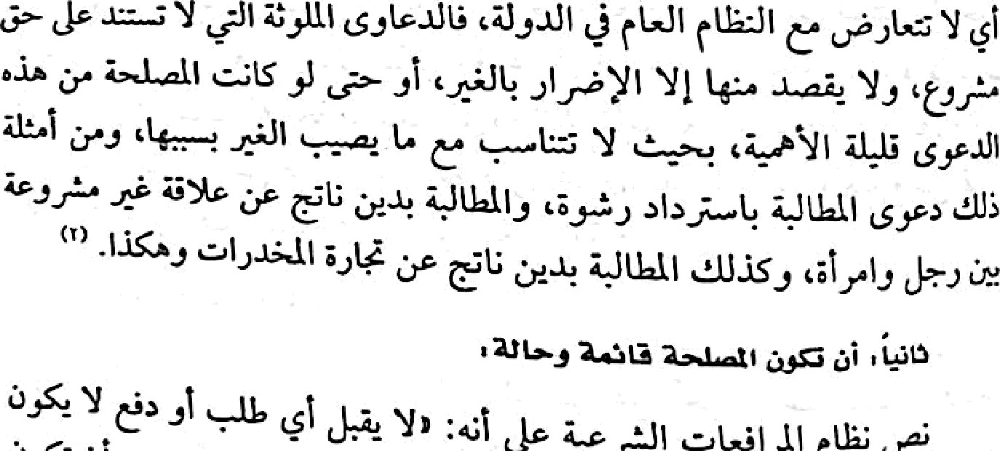 أي لا تتعارض مع النظام العام في الدولة، فالدعاوى الملوثة التي لا تستند على حق
مشروع، ولا يقصد منها إلا الإضرار بالغير، أو حتى لو كانت المصلحة من هذه
الدعوى قليلة الأهمية، بحيث لا تتناسب مع ما يصيب الغير بسببها، ومن أمثلة
ذلك دعوى المطالبة باسترداد رشوة، والمطالبة بدين ناتج عن علاقة غير مشروعة
بين رجل وامرأة، وكذلك المطالبة بدين ناتج عن تجارة المخدرات وهكذا. (٢)
ثانياً: أن تكون المصلحة قائمة وحالة:
نص نظام المرافعات الشرعية على أنه: «لا يقبل أي طلب أو دفع لا يكون